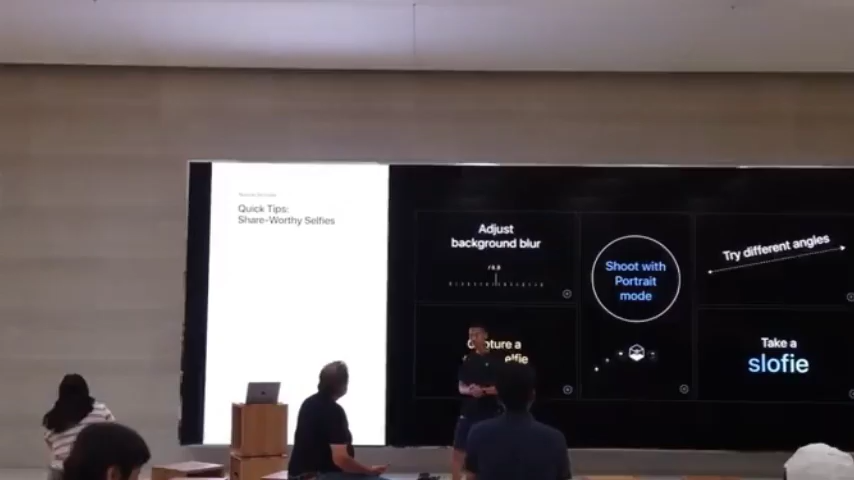 Quick Tips:
Share-Worthy Selfies
Adjust
background blur
Shoot with
Portrait
mode
Try different angles
Take a
slofie